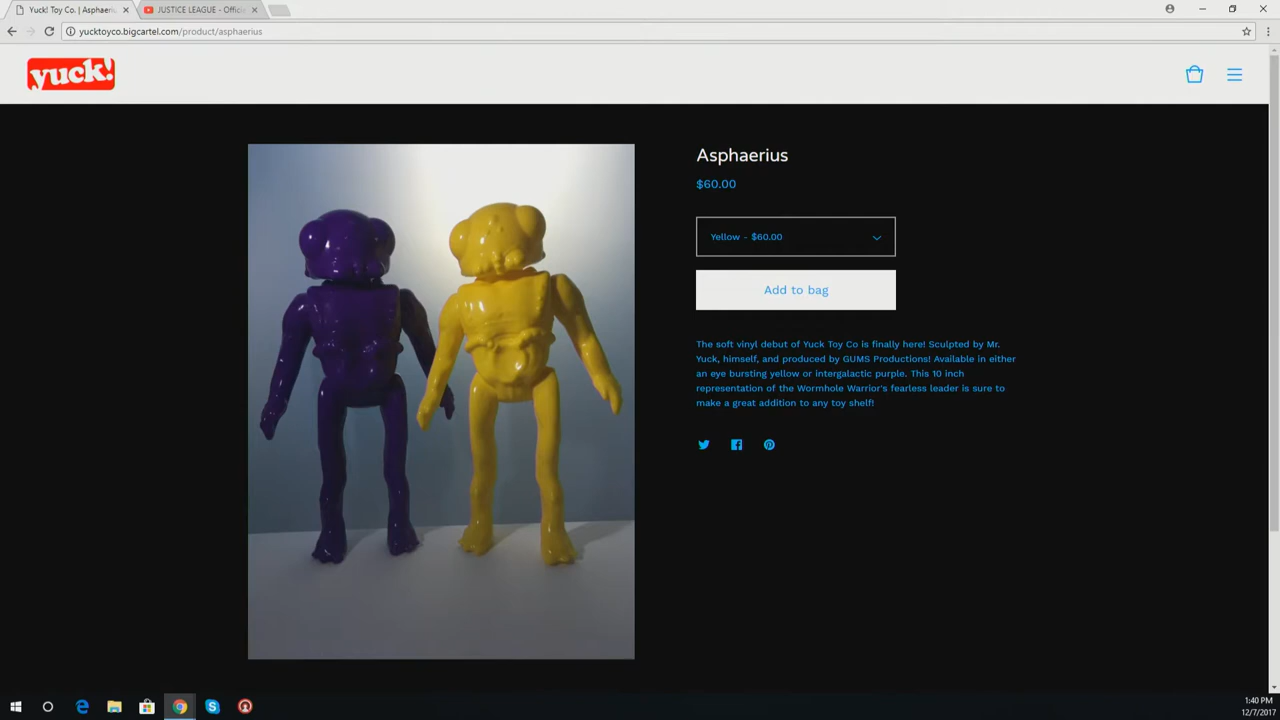 Yuck! Toy Co. | Asphaeri
JUSTICE LEAGUE - Offici
yucktoyco.bigcartel.com/product/asphaerius
yuck!
Asphaerius
$60.00
Yellow - $60.00
Add to bag
The soft vinyl debut of Yuck Toy Co is finally here! Sculpted by Mr.
Yuck, himself, and produced by GUMS Productions! Available in either
an eye bursting yellow or intergalactic purple. This 10 inch
representation of the Wormhole Warrior's fearless leader is sure to
make a great addition to any toy shelf!
1:40 PM
12/7/2017